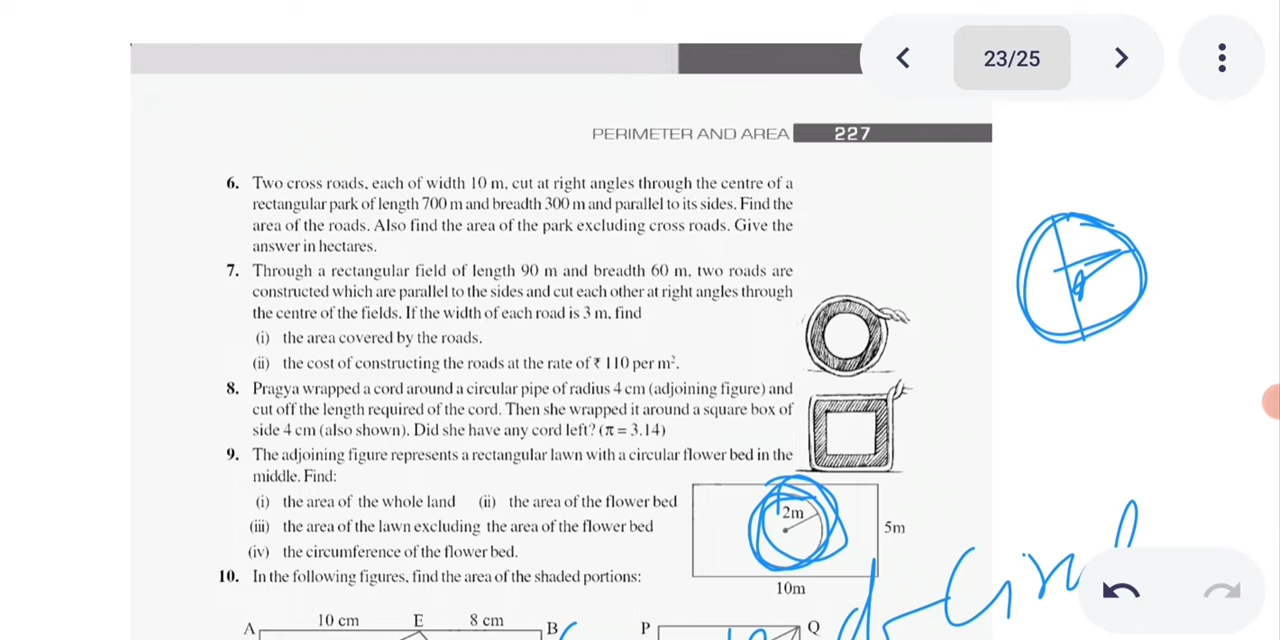 23/25
PERIMETER AND AREA 227
6. Two cross roads, each of width 10 m, cut at right angles through the centre of a
rectangular park of length 700 m and breadth 300 m and parallel to its sides. Find the
area of the roads. Also find the area of the park excluding cross roads. Give the
answer in hectares.
7. Through a rectangular field of length 90 m and breadth 60 m, two roads are
constructed which are parallel to the sides and cut each other at right angles through
the centre of the fields. If the width of each road is 3 m, find
(i) the area covered by the roads.
(ii) the cost of constructing the roads at the rate of ₹ 110 per m².
8. Pragya wrapped a cord around a circular pipe of radius 4 cm (adjoining figure) and
cut off the length required of the cord. Then she wrapped it around a square box of
side 4 cm (also shown). Did she have any cord left? (π = 3.14)
9. The adjoining figure represents a rectangular lawn with a circular flower bed in the
middle. Find:
(i) the area of the whole land (ii) the area of the flower bed
(iii) the area of the lawn excluding the area of the flower bed
(iv) the circumference of the flower bed.
2m
5m
10m
10. In the following figures, find the area of the shaded portions:
A 10 cm E 8 cm B
P Q